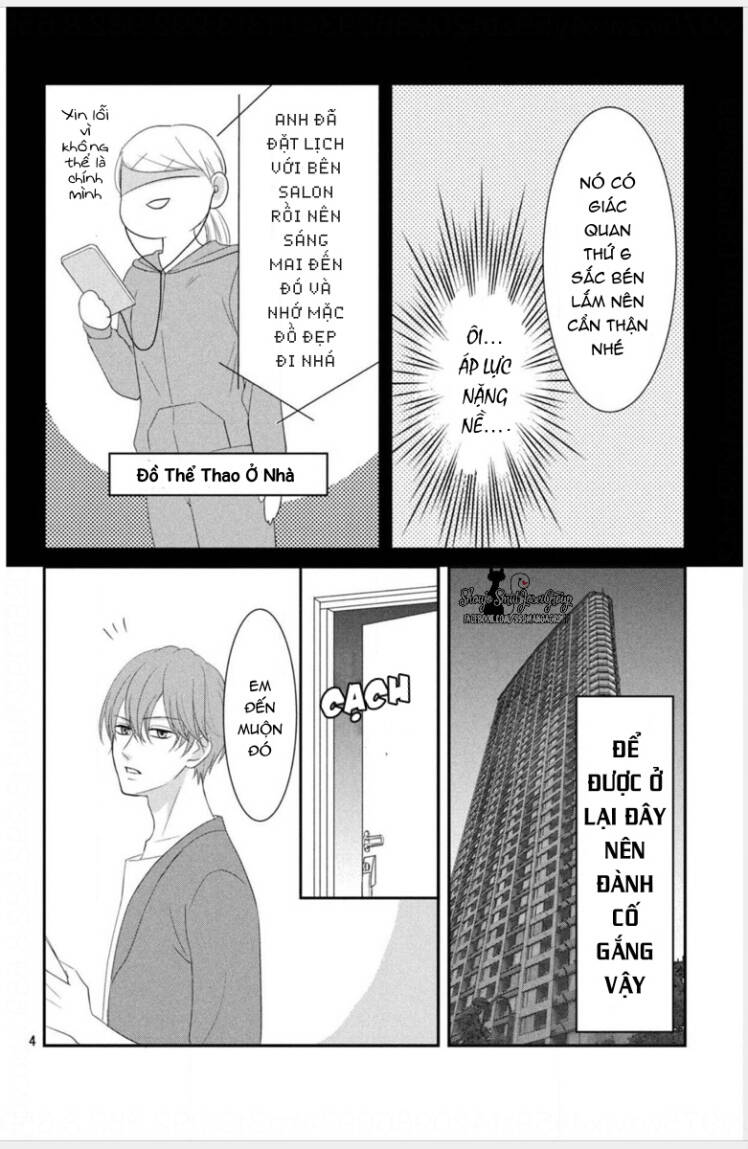 NÓ CÓ
GIÁC
QUAN
THỨ 6
SẮC BÉN
LẮM NÊN
CẨN THẬN
NHÉ
ÔI...
ÁP LỰC
NẶNG
NỀ....
ANH ĐÃ
ĐẶT LỊCH
VỚI BÊN
SALON
RỒI NÊN
SÁNG
MAI ĐẾN
ĐÓ VÀ
NHỚ MẶC
ĐỒ ĐẸP
ĐI NHÁ
Xin lỗi
vì
không
thể là
chính
mình
Đồ Thể Thao Ở Nhà
ĐỂ
ĐƯỢC Ở
LẠI ĐÂY
NÊN
ĐÀNH
CỐ
GẮNG
VẬY
CẠCH
EM
ĐẾN
MUỘN
ĐÓ
4